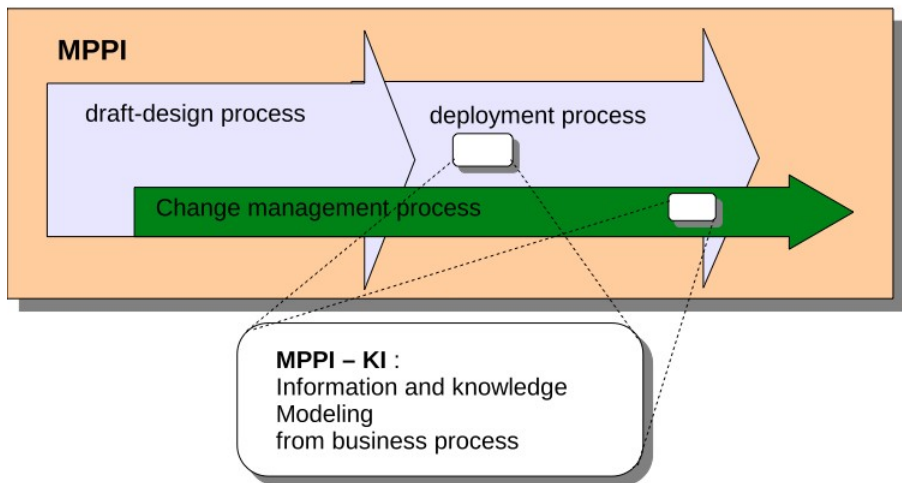 MPPI
draft-design process
deployment process
Change management process
MPPI – KI :
Information and knowledge
Modeling
from business process